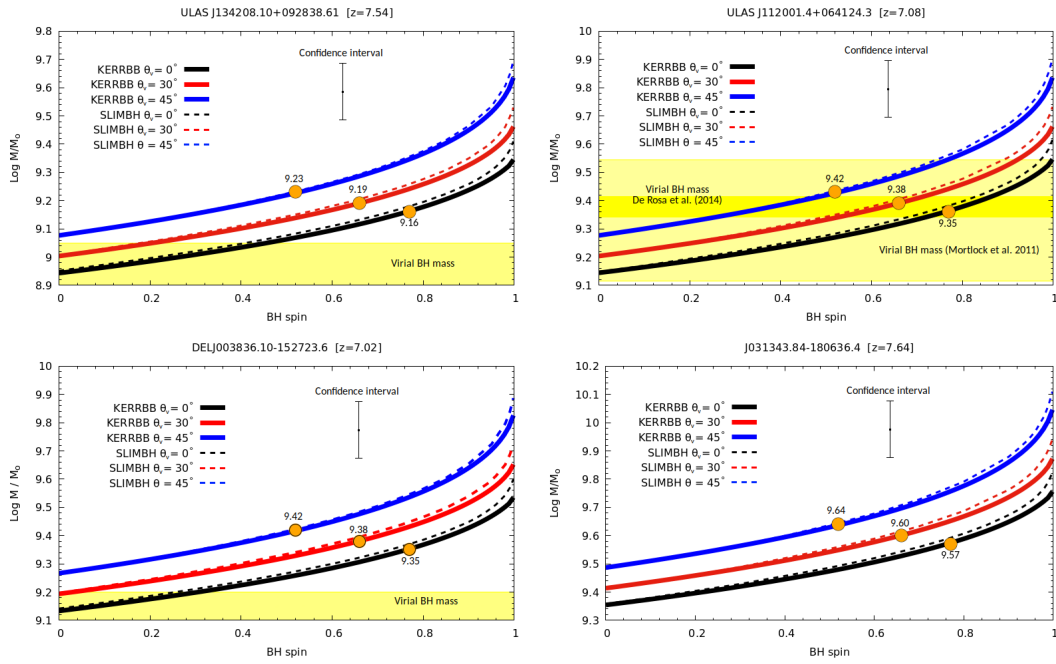 ULAS J134208.10+092838.61 [z=7.54]
9.8
9.7
9.6
9.5
9.4
9.3
9.2
9.1
9
8.9
Log M/M₀
KERRBB θᵥ= 0°
KERRBB θᵥ= 30°
KERRBB θᵥ= 45°
SLIMBH θᵥ= 0°
SLIMBH θᵥ= 30°
SLIMBH θᵥ= 45°
Confidence interval
9.23
9.19
9.16
Virial BH mass
0 0.2 0.4 0.6 0.8 1
BH spin
ULAS J112001.4+064124.3 [z=7.08]
10
9.9
9.8
9.7
9.6
9.5
9.4
9.3
9.2
9.1
Log M/M₀
KERRBB θᵥ= 0°
KERRBB θᵥ= 30°
KERRBB θᵥ= 45°
SLIMBH θᵥ= 0°
SLIMBH θᵥ= 30°
SLIMBH θᵥ= 45°
Confidence interval
9.42
9.38
9.35
Virial BH mass
De Rosa et al. (2014)
Virial BH mass (Mortlock et al. 2011)
0 0.2 0.4 0.6 0.8 1
BH spin
DELJ003836.10-152723.6 [z=7.02]
10
9.9
9.8
9.7
9.6
9.5
9.4
9.3
9.2
9.1
Log M / M₀
KERRBB θᵥ= 0°
KERRBB θᵥ= 30°
KERRBB θᵥ= 45°
SLIMBH θᵥ= 0°
SLIMBH θᵥ= 30°
SLIMBH θ = 45°
Confidence interval
9.42
9.38
9.35
Virial BH mass
0 0.2 0.4 0.6 0.8 1
BH spin
J031343.84-180636.4 [z=7.64]
10.2
10.1
10
9.9
9.8
9.7
9.6
9.5
9.4
9.3
Log M/M₀
KERRBB θᵥ= 0°
KERRBB θᵥ= 30°
KERRBB θᵥ= 45°
SLIMBH θᵥ= 0°
SLIMBH θᵥ= 30°
SLIMBH θ = 45°
Confidence interval
9.64
9.60
9.57
0 0.2 0.4 0.6 0.8 1
BH spin